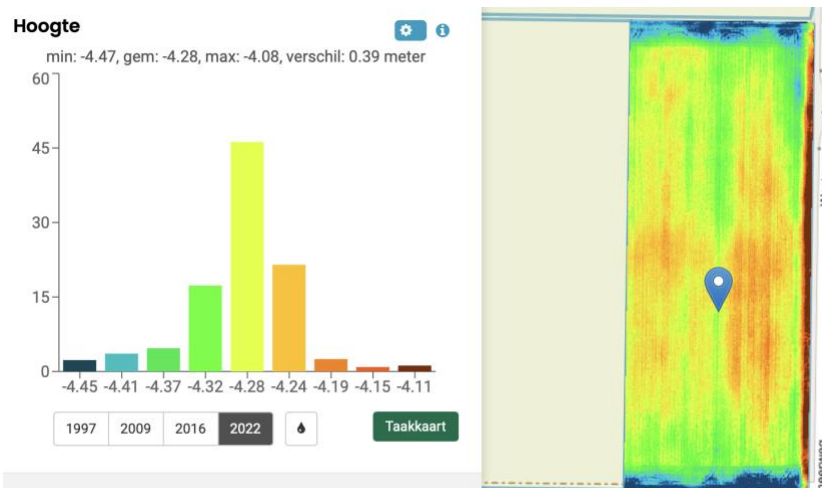 Hoogte
min: -4.47, gem: -4.28, max: -4.08, verschil: 0.39 meter
60
45
30
15
0
-4.45 -4.41 -4.37 -4.32 -4.28 -4.24 -4.19 -4.15 -4.11
1997 2009 2016 2022
Taakkaart